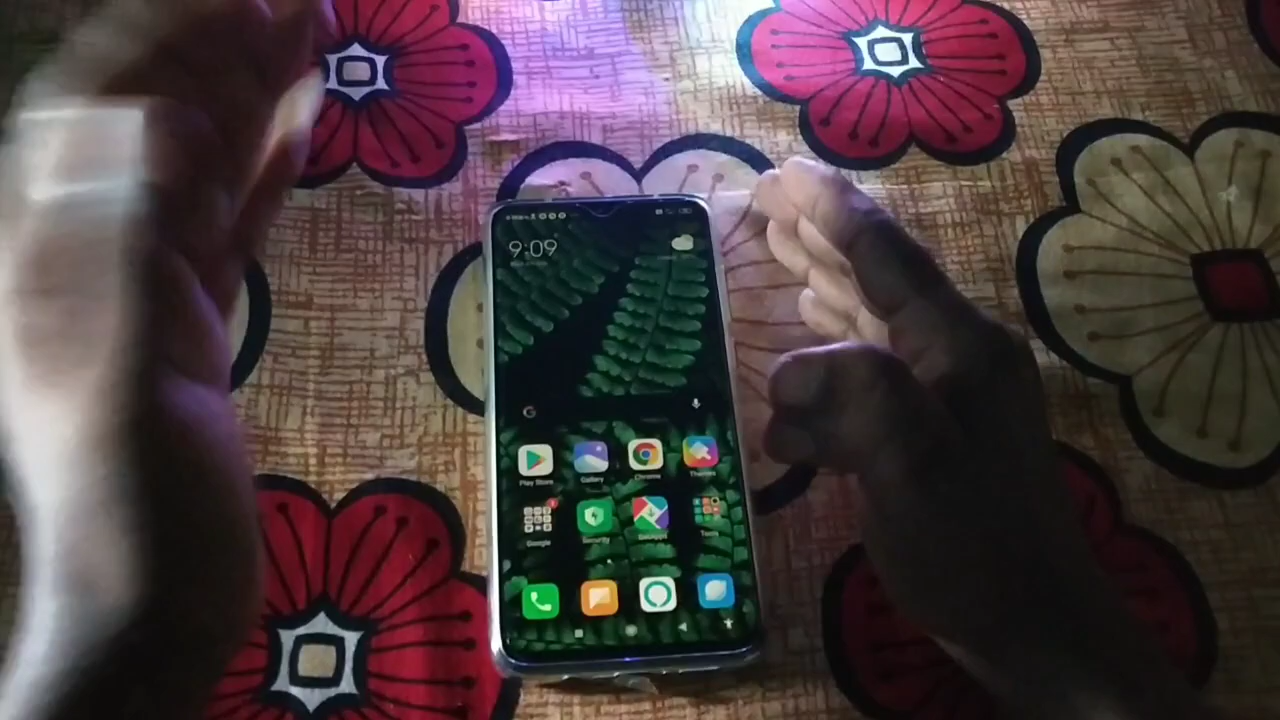 9:09
G
Play Store
Gallery
Chrome
Themes
Google
Security
GetApps
Tools